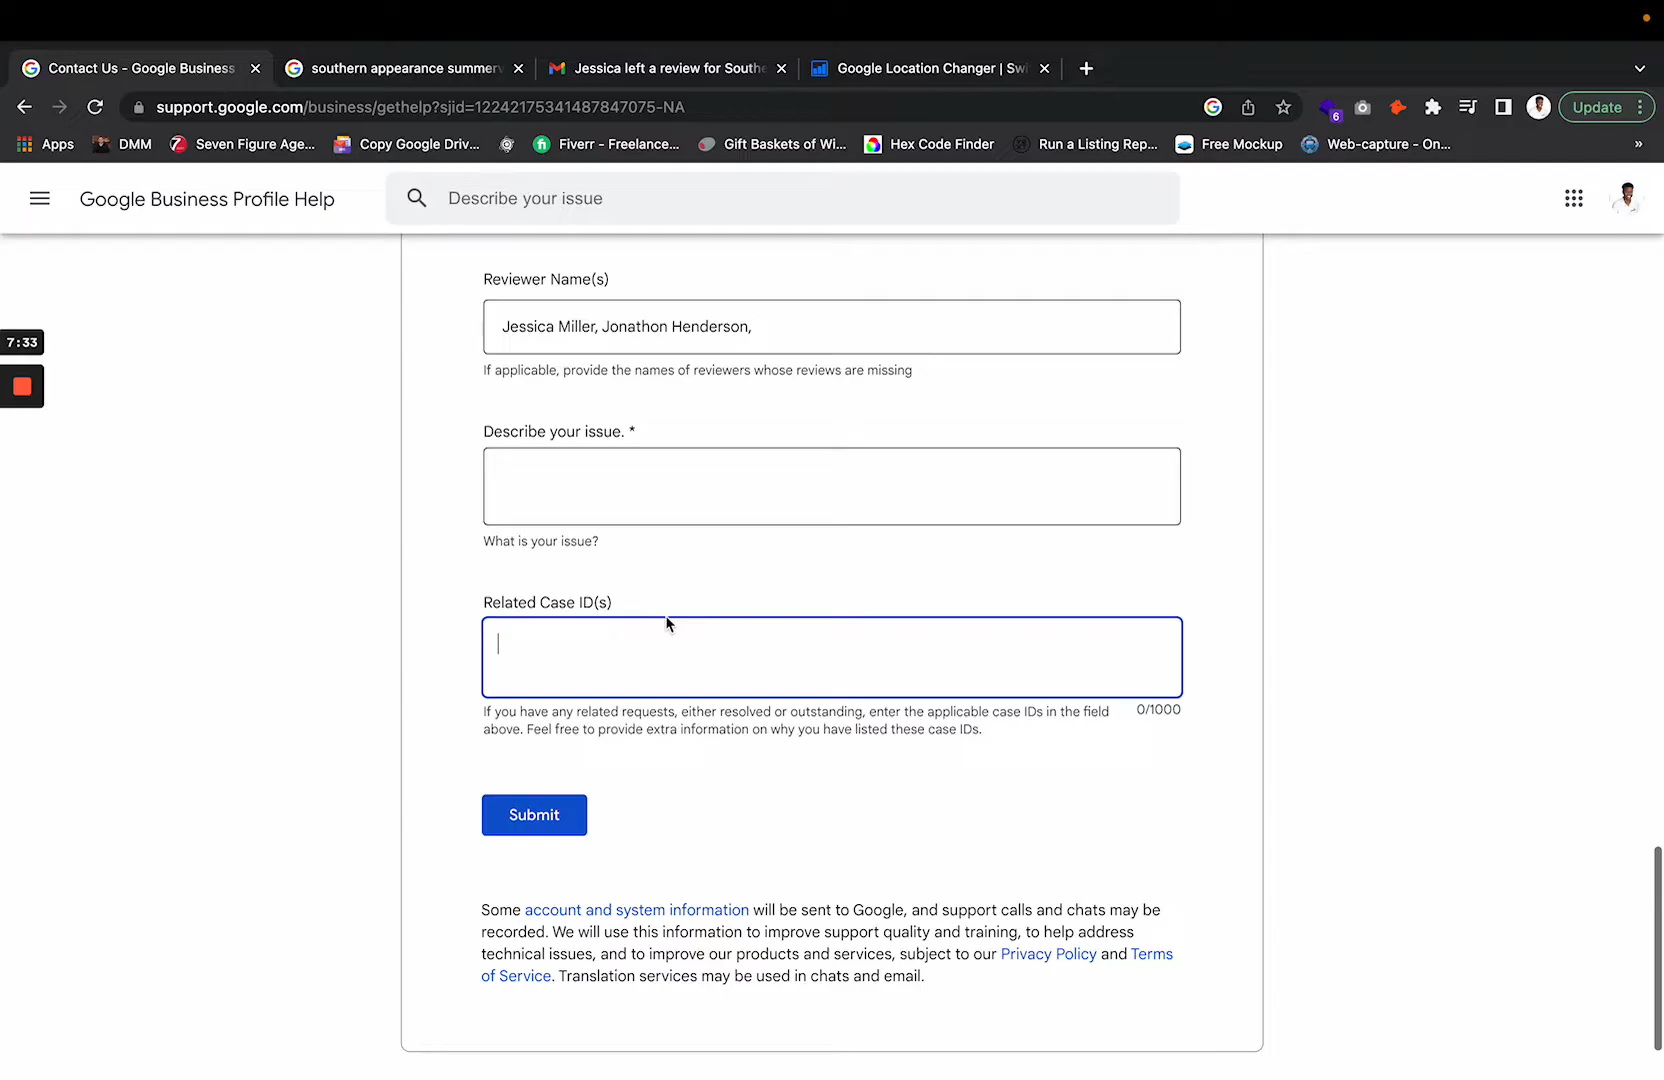 Contact Us - Google Business
southern appearance summerv
Jessica left a review for Southe
Google Location Changer | Swi
support.google.com/business/gethelp?sjid=12242175341487847075-NA
6
Update
Apps
DMM
Seven Figure Age...
Copy Google Driv...
Fiverr - Freelance...
Gift Baskets of Wi...
Hex Code Finder
Run a Listing Rep...
Free Mockup
Web-capture - On...
»
Google Business Profile Help
Describe your issue
7:33
Reviewer Name(s)
Jessica Miller, Jonathon Henderson,
If applicable, provide the names of reviewers whose reviews are missing
Describe your issue. *
What is your issue?
Related Case ID(s)
If you have any related requests, either resolved or outstanding, enter the applicable case IDs in the field
above. Feel free to provide extra information on why you have listed these case IDs.
0/1000
Submit
Some account and system information will be sent to Google, and support calls and chats may be
recorded. We will use this information to improve support quality and training, to help address
technical issues, and to improve our products and services, subject to our Privacy Policy and Terms
of Service. Translation services may be used in chats and email.